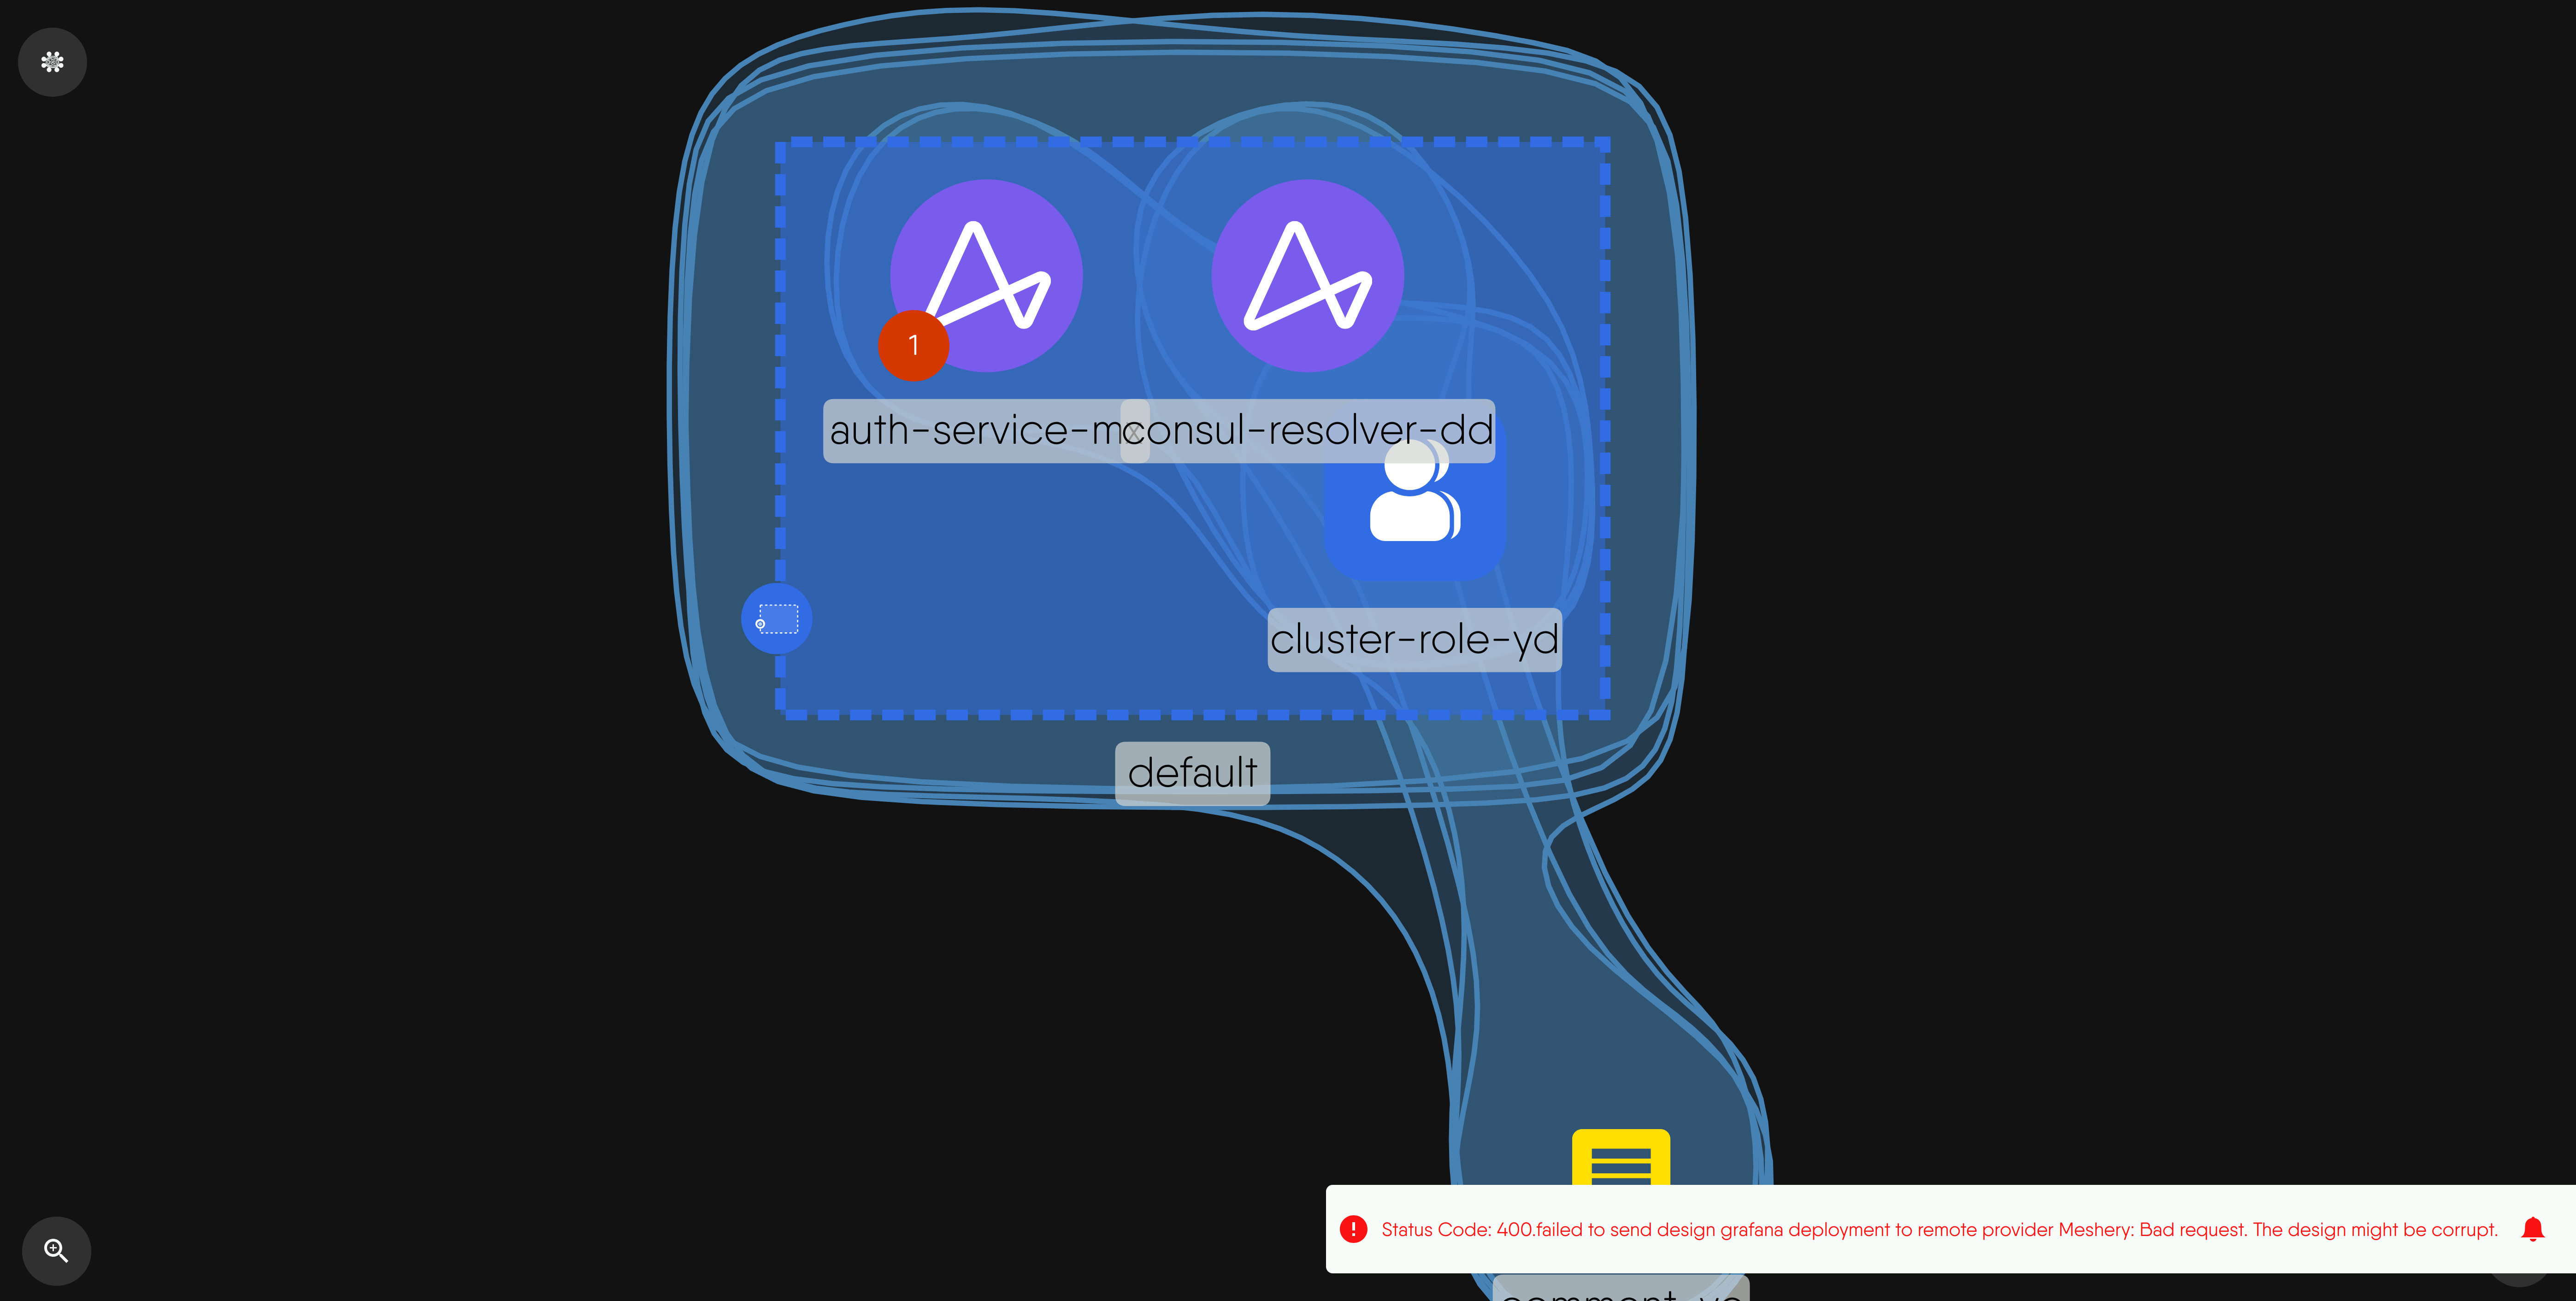 1
auth-service-mx
consul-resolver-dd
cluster-role-yd
default
Status Code: 400.failed to send design grafana deployment to remote provider Meshery: Bad request. The design might be corrupt.